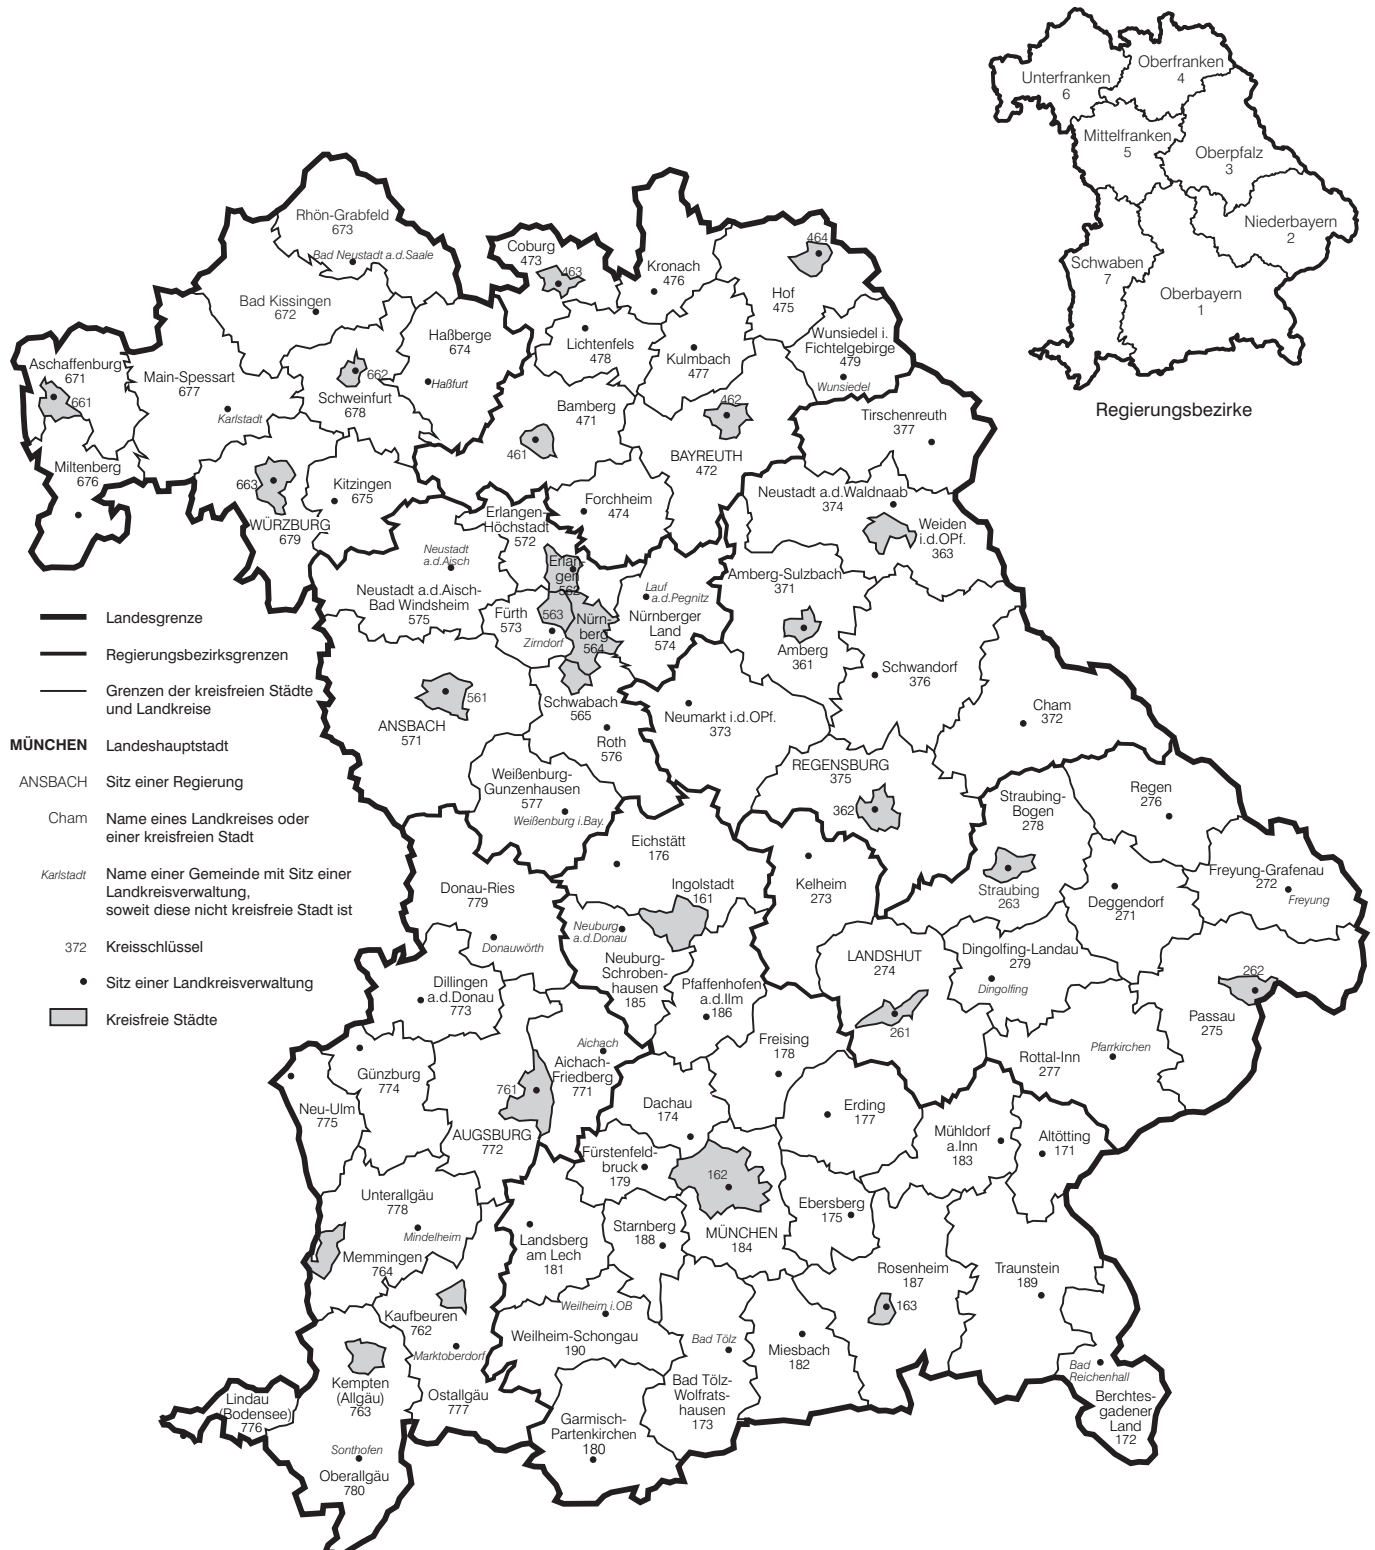 Oberfranken
4
Unterfranken
6
Mittelfranken
5
Oberpfalz
3
Niederbayern
2
Schwaben
7
Oberbayern
1
Regierungsbezirke
Rhön-Grabfeld
673
Bad Neustadt a.d.Saale
Coburg
473
463
Kronach
476
464
Hof
475
Bad Kissingen
672
Haßberge
674
Haßfurt
Lichtenfels
478
Kulmbach
477
Wunsiedel i.
Fichtelgebirge
479
Wunsiedel
Aschaffenburg
671
661
Main-Spessart
677
Karlstadt
662
Schweinfurt
678
Bamberg
471
461
462
BAYREUTH
472
Tirschenreuth
377
Miltenberg
676
663
WÜRZBURG
679
Kitzingen
675
Forchheim
474
Neustadt a.d.Waldnaab
374
Weiden
i.d.OPf.
363
Erlangen-
Höchstadt
572
Neustadt
a.d.Aisch
Neustadt a.d.Aisch-
Bad Windsheim
575
Erlan-
gen
562
Fürth
573
563
Zirndorf
Nürn-
berg
564
Lauf
a.d.Pegnitz
Nürnberger
Land
574
Amberg-Sulzbach
371
Amberg
361
Schwandorf
376
Cham
372
Landesgrenze
Regierungsbezirksgrenzen
Grenzen der kreisfreien Städte
und Landkreise
MÜNCHEN Landeshauptstadt
ANSBACH Sitz einer Regierung
Cham Name eines Landkreises oder
einer kreisfreien Stadt
Karlstadt Name einer Gemeinde mit Sitz einer
Landkreisverwaltung,
soweit diese nicht kreisfreie Stadt ist
372 Kreisschlüssel
Sitz einer Landkreisverwaltung
Kreisfreie Städte
561
ANSBACH
571
Schwabach
565
Roth
576
Neumarkt i.d.OPf.
373
Weißenburg-
Gunzenhausen
577
Weißenburg i.Bay.
REGENSBURG
375
362
Straubing-
Bogen
278
Regen
276
Eichstätt
176
Ingolstadt
161
Kelheim
273
Straubing
263
Deggendorf
271
Freyung-Grafenau
272
Freyung
Donau-Ries
779
Donauwörth
Neuburg
a.d.Donau
Neuburg-
Schroben-
hausen
185
Pfaffenhofen
a.d.Ilm
186
LANDSHUT
274
261
Dingolfing-Landau
279
Dingolfing
262
Passau
275
Dillingen
a.d.Donau
773
Freising
178
Rottal-Inn
277
Pfarrkirchen
Günzburg
774
Neu-Ulm
775
761
AUGSBURG
772
Aichach
Aichach-
Friedberg
771
Dachau
174
Erding
177
Mühldorf
a.Inn
183
Altötting
171
Fürstenfeld-
bruck
179
162
MÜNCHEN
184
Ebersberg
175
Unterallgäu
778
Mindelheim
Memmingen
764
Landsberg
am Lech
181
Starnberg
188
Rosenheim
187
163
Traunstein
189
Kaufbeuren
762
Marktoberdorf
Weilheim i.OB
Weilheim-Schongau
190
Bad Tölz
Bad Tölz-
Wolfrats-
hausen
173
Miesbach
182
Bad
Reichenhall
Berchtes-
gadener
Land
172
Kempten
(Allgäu)
763
Ostallgäu
777
Lindau
(Bodensee)
776
Garmisch-
Partenkirchen
180
Sonthofen
Oberallgäu
780